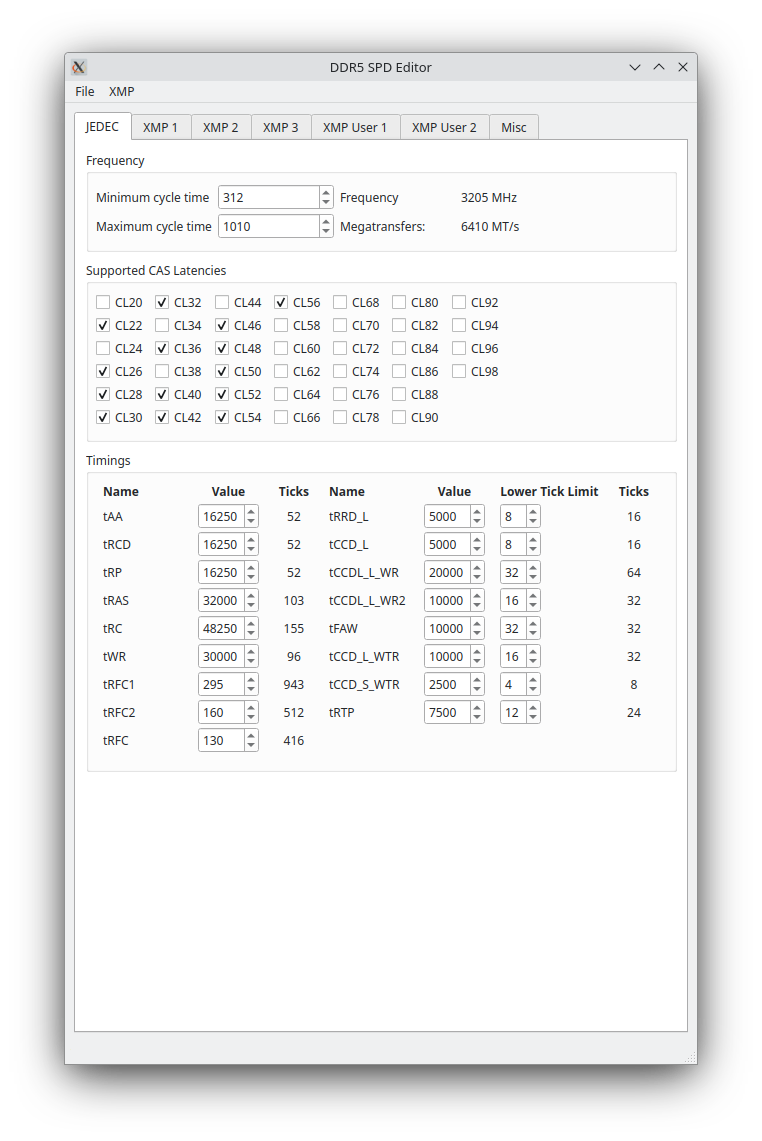 DDR5 SPD Editor
File XMP
JEDEC XMP 1 XMP 2 XMP 3 XMP User 1 XMP User 2 Misc
Frequency
Minimum cycle time 312 Frequency 3205 MHz
Maximum cycle time 1010 Megatransfers: 6410 MT/s
Supported CAS Latencies
CL20 CL32 CL44 CL56 CL68 CL80 CL92
CL22 CL34 CL46 CL58 CL70 CL82 CL94
CL24 CL36 CL48 CL60 CL72 CL84 CL96
CL26 CL38 CL50 CL62 CL74 CL86 CL98
CL28 CL40 CL52 CL64 CL76 CL88
CL30 CL42 CL54 CL66 CL78 CL90
Timings
Name Value Ticks Name Value Lower Tick Limit Ticks
tAA 16250 52 tRRD_L 5000 8 16
tRCD 16250 52 tCCD_L 5000 8 16
tRP 16250 52 tCCDL_L_WR 20000 32 64
tRAS 32000 103 tCCDL_L_WR2 10000 16 32
tRC 48250 155 tFAW 10000 32 32
tWR 30000 96 tCCD_L_WTR 10000 16 32
tRFC1 295 943 tCCD_S_WTR 2500 4 8
tRFC2 160 512 tRTP 7500 12 24
tRFC 130 416